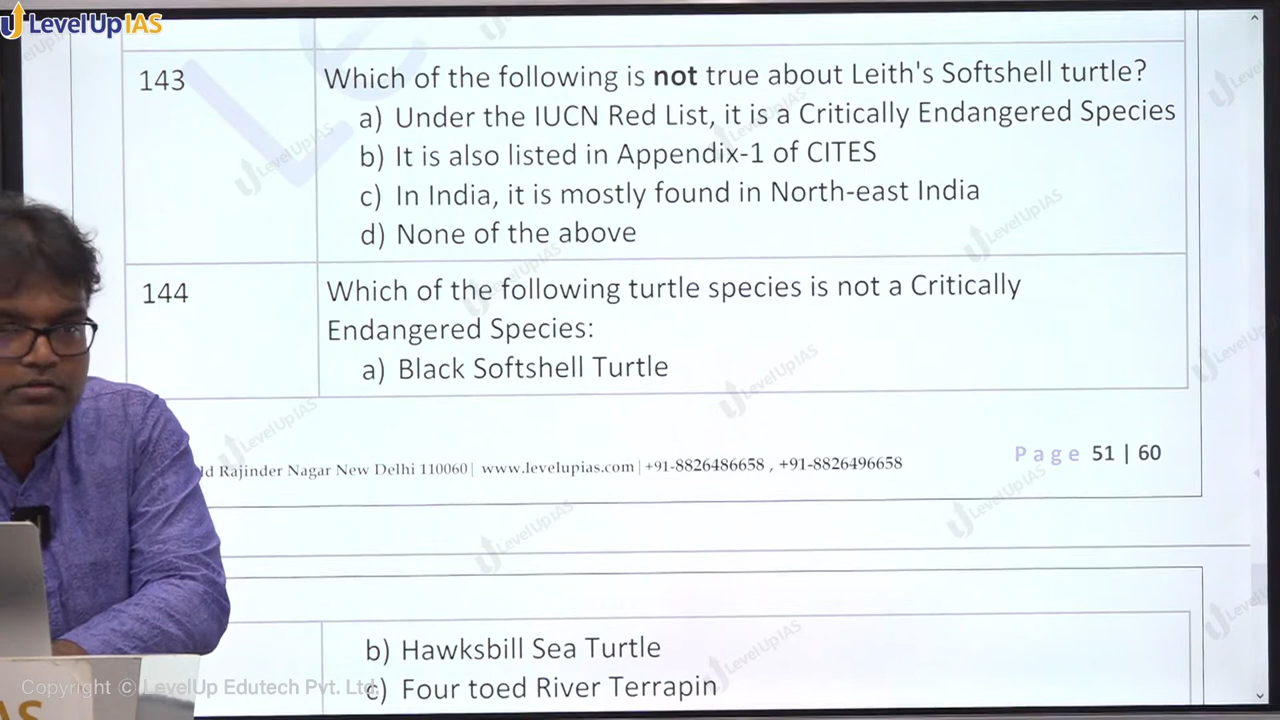 LevelUpIAS
143
Which of the following is not true about Leith's Softshell turtle?
a) Under the IUCN Red List, it is a Critically Endangered Species
b) It is also listed in Appendix-1 of CITES
c) In India, it is mostly found in North-east India
d) None of the above
144
Which of the following turtle species is not a Critically
Endangered Species:
a) Black Softshell Turtle
d Rajinder Nagar New Delhi 110060| www.levelupias.com | +91-8826486658 , +91-8826496658
Page 51 | 60
b) Hawksbill Sea Turtle
c) Four toed River Terrapin
Copyright © LevelUp Edutech Pvt. Ltd.
AS